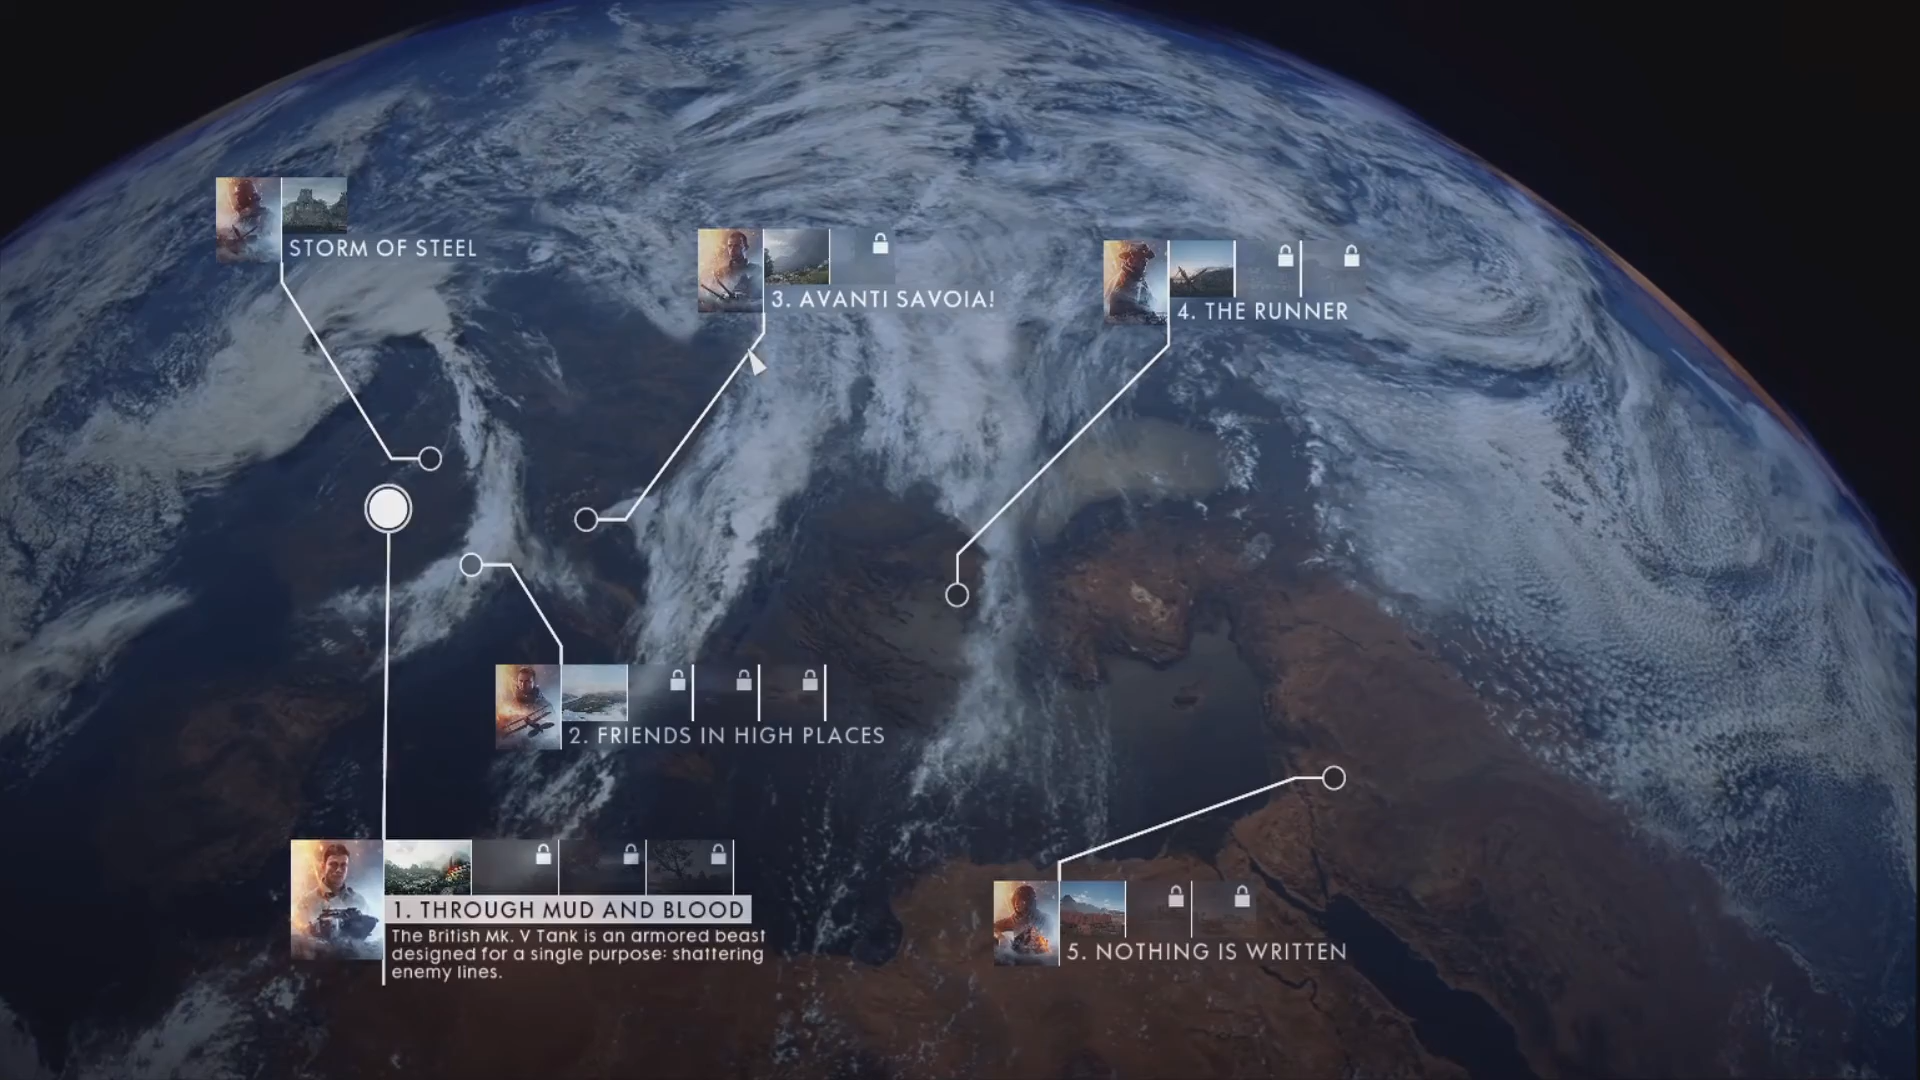 STORM OF STEEL
3. AVANTI SAVOIA!
4. THE RUNNER
2. FRIENDS IN HIGH PLACES
1. THROUGH MUD AND BLOOD
The British Mk. V Tank is an armored beast
designed for a single purpose: shattering
enemy lines.
5. NOTHING IS WRITTEN